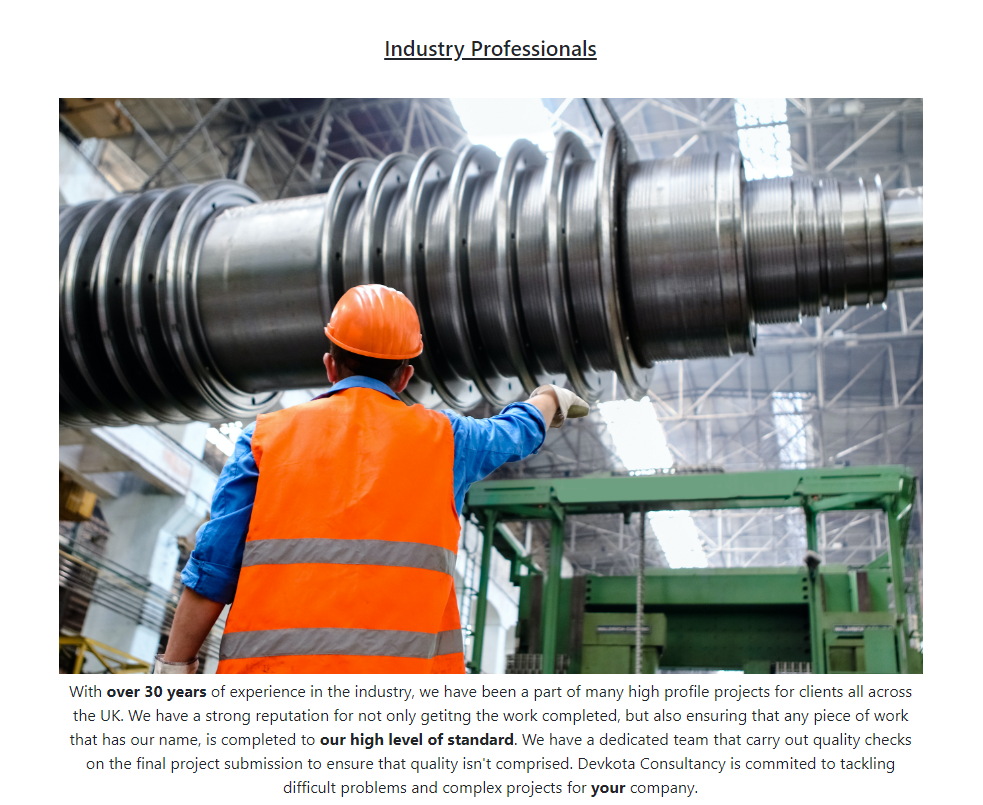 Industry Professionals
With over 30 years of experience in the industry, we have been a part of many high profile projects for clients all across
the UK. We have a strong reputation for not only getitng the work completed, but also ensuring that any piece of work
that has our name, is completed to our high level of standard. We have a dedicated team that carry out quality checks
on the final project submission to ensure that quality isn't comprised. Devkota Consultancy is commited to tackling
difficult problems and complex projects for your company.